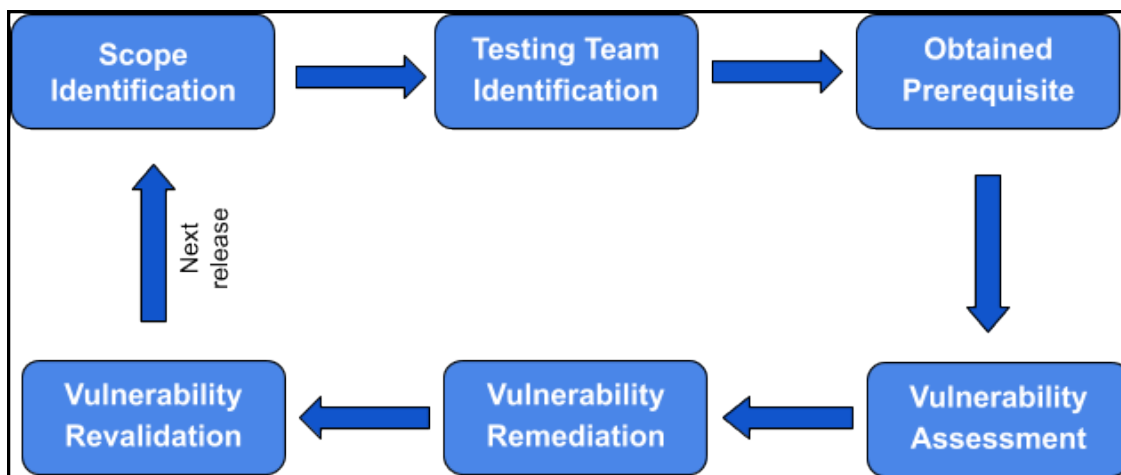 Scope
Identification
Testing Team
Identification
Obtained
Prerequisite
Next
release
Vulnerability
Revalidation
Vulnerability
Remediation
Vulnerability
Assessment